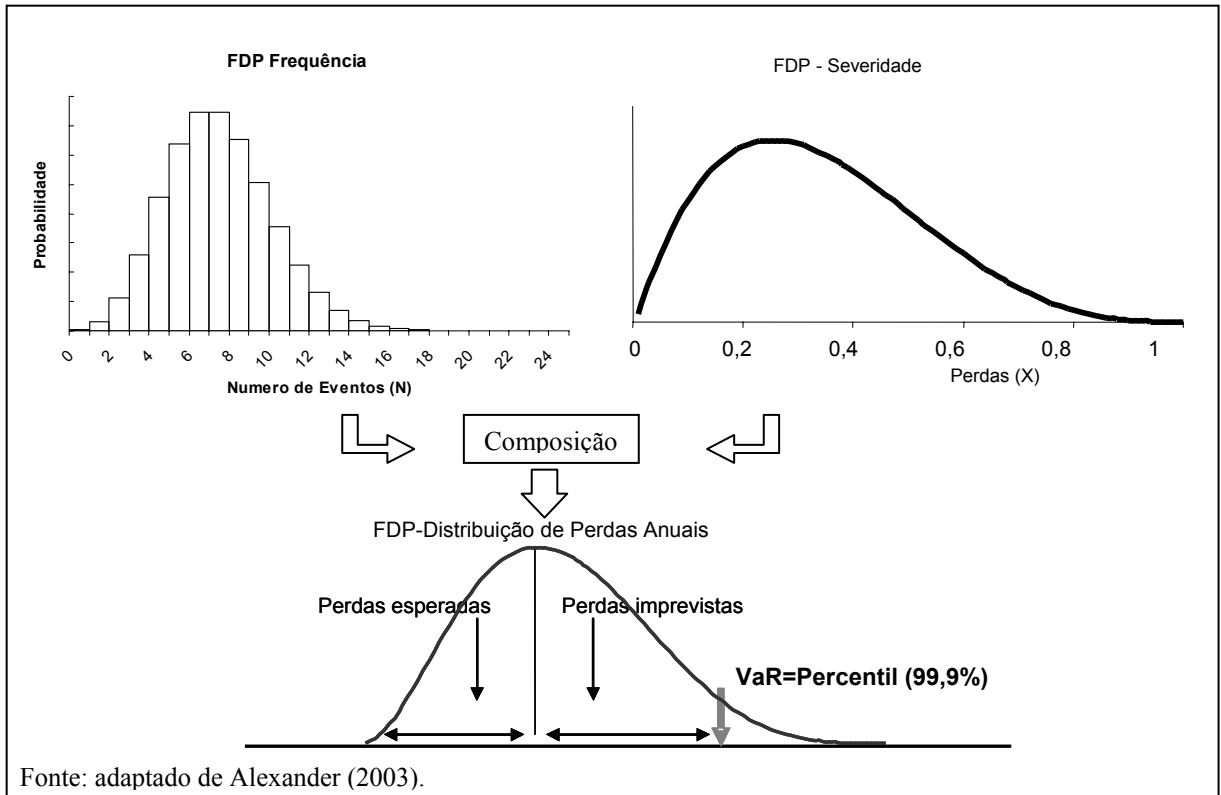 FDP Frequência
Probabilidade
0 2 4 6 8 10 12 14 16 18 20 22 24
Numero de Eventos (N)
FDP - Severidade
0 0,2 0,4 0,6 0,8 1
Perdas (X)
Composição
FDP-Distribuição de Perdas Anuais
Perdas esperadas Perdas imprevistas
VaR=Percentil (99,9%)
Fonte: adaptado de Alexander (2003).